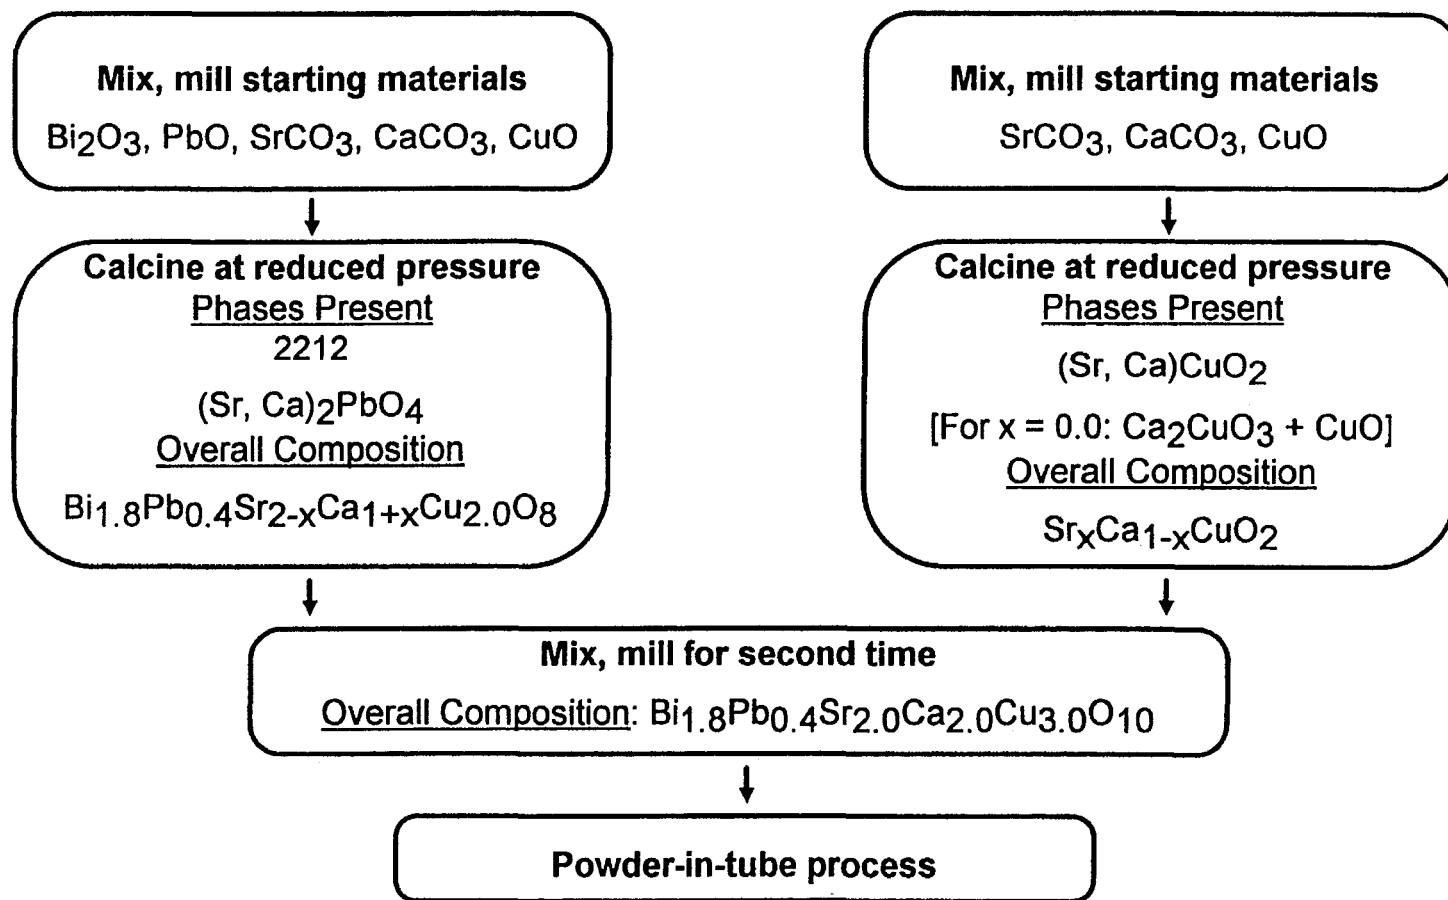 Mix, mill starting materials
Bi2O3, PbO, SrCO3, CaCO3, CuO
Mix, mill starting materials
SrCO3, CaCO3, CuO
Calcine at reduced pressure
Phases Present
2212
(Sr, Ca)2PbO4
Overall Composition
Bi1.8Pb0.4Sr2-xCa1+xCu2.0O8
Calcine at reduced pressure
Phases Present
(Sr, Ca)CuO2
[For x = 0.0: Ca2CuO3 + CuO]
Overall Composition
SrxCa1-xCuO2
Mix, mill for second time
Overall Composition: Bi1.8Pb0.4Sr2.0Ca2.0Cu3.0O10
Powder-in-tube process